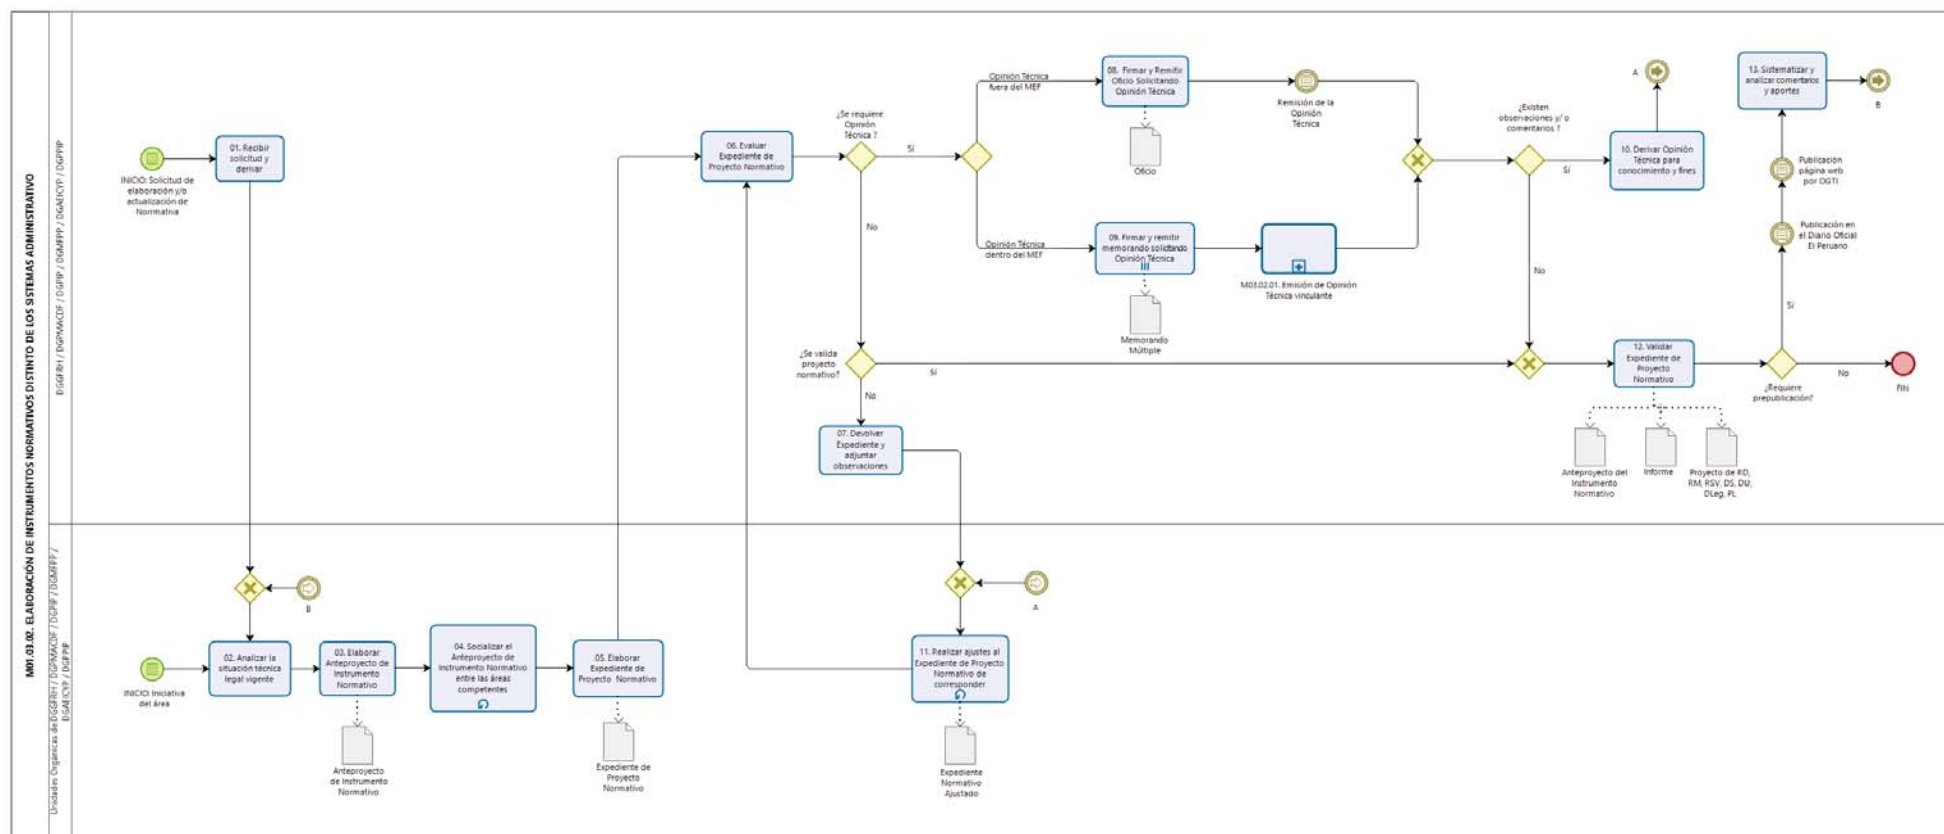 M01.03.02. ELABORACIÓN DE INSTRUMENTOS NORMATIVOS DISTINTO DE LOS SISTEMAS ADMINISTRATIVO
DGGFRH / DGPMACDF / DGPIP / DGMFPP / DGAEICYP / DGPPIP
INICIO: Solicitud de
elaboración y/o
actualización de
Normativa
01. Recibir
solicitud y
derivar
06. Evaluar
Expediente de
Proyecto Normativo
¿Se requiere
Opinión
Técnica ?
Sí
No
Opinión Técnica
fuera del MEF
08. Firmar y Remitir
Oficio Solicitando
Opinión Técnica
Oficio
Remisión de la
Opinión
Técnica
Opinión Técnica
dentro del MEF
09. Firmar y remitir
memorando solicitando
Opinión Técnica
Memorando
Múltiple
M03.02.01. Emisión de Opinión
Técnica vinculante
¿Existen
observaciones y/ o
comentarios ?
Sí
No
10. Derivar Opinión
Técnica para
conocimiento y fines
A
13. Sistematizar y
analizar comentarios
y aportes
B
Publicación
página web
por OGTI
Publicación en
el Diario Oficial
El Peruano
Sí
¿Se valida
proyecto
normativo?
Sí
No
07. Devolver
Expediente y
adjuntar
observaciones
12. Validar
Expediente de
Proyecto
Normativo
¿Requiere
prepublicación?
No
FIN
Anteproyecto del
Instrumento
Normativo
Informe
Proyecto de RD,
RM, RSV, DS, DU,
DLeg, PL
Unidades Orgánicas de DGGFRH / DGPMACDF / DGPIP / DGMFPP /
DGAEICYP / DGPPIP
B
INICIO: Iniciativa
del área
02. Analizar la
situación técnica
legal vigente
03. Elaborar
Anteproyecto de
Instrumento
Normativo
Anteproyecto
de Instrumento
Normativo
04. Socializar el
Anteproyecto de
Instrumento Normativo
entre las áreas
competentes
05. Elaborar
Expediente de
Proyecto Normativo
Expediente de
Proyecto
Normativo
A
11. Realizar ajustes al
Expediente de Proyecto
Normativo de
corresponder
Expediente
Normativo
Ajustado